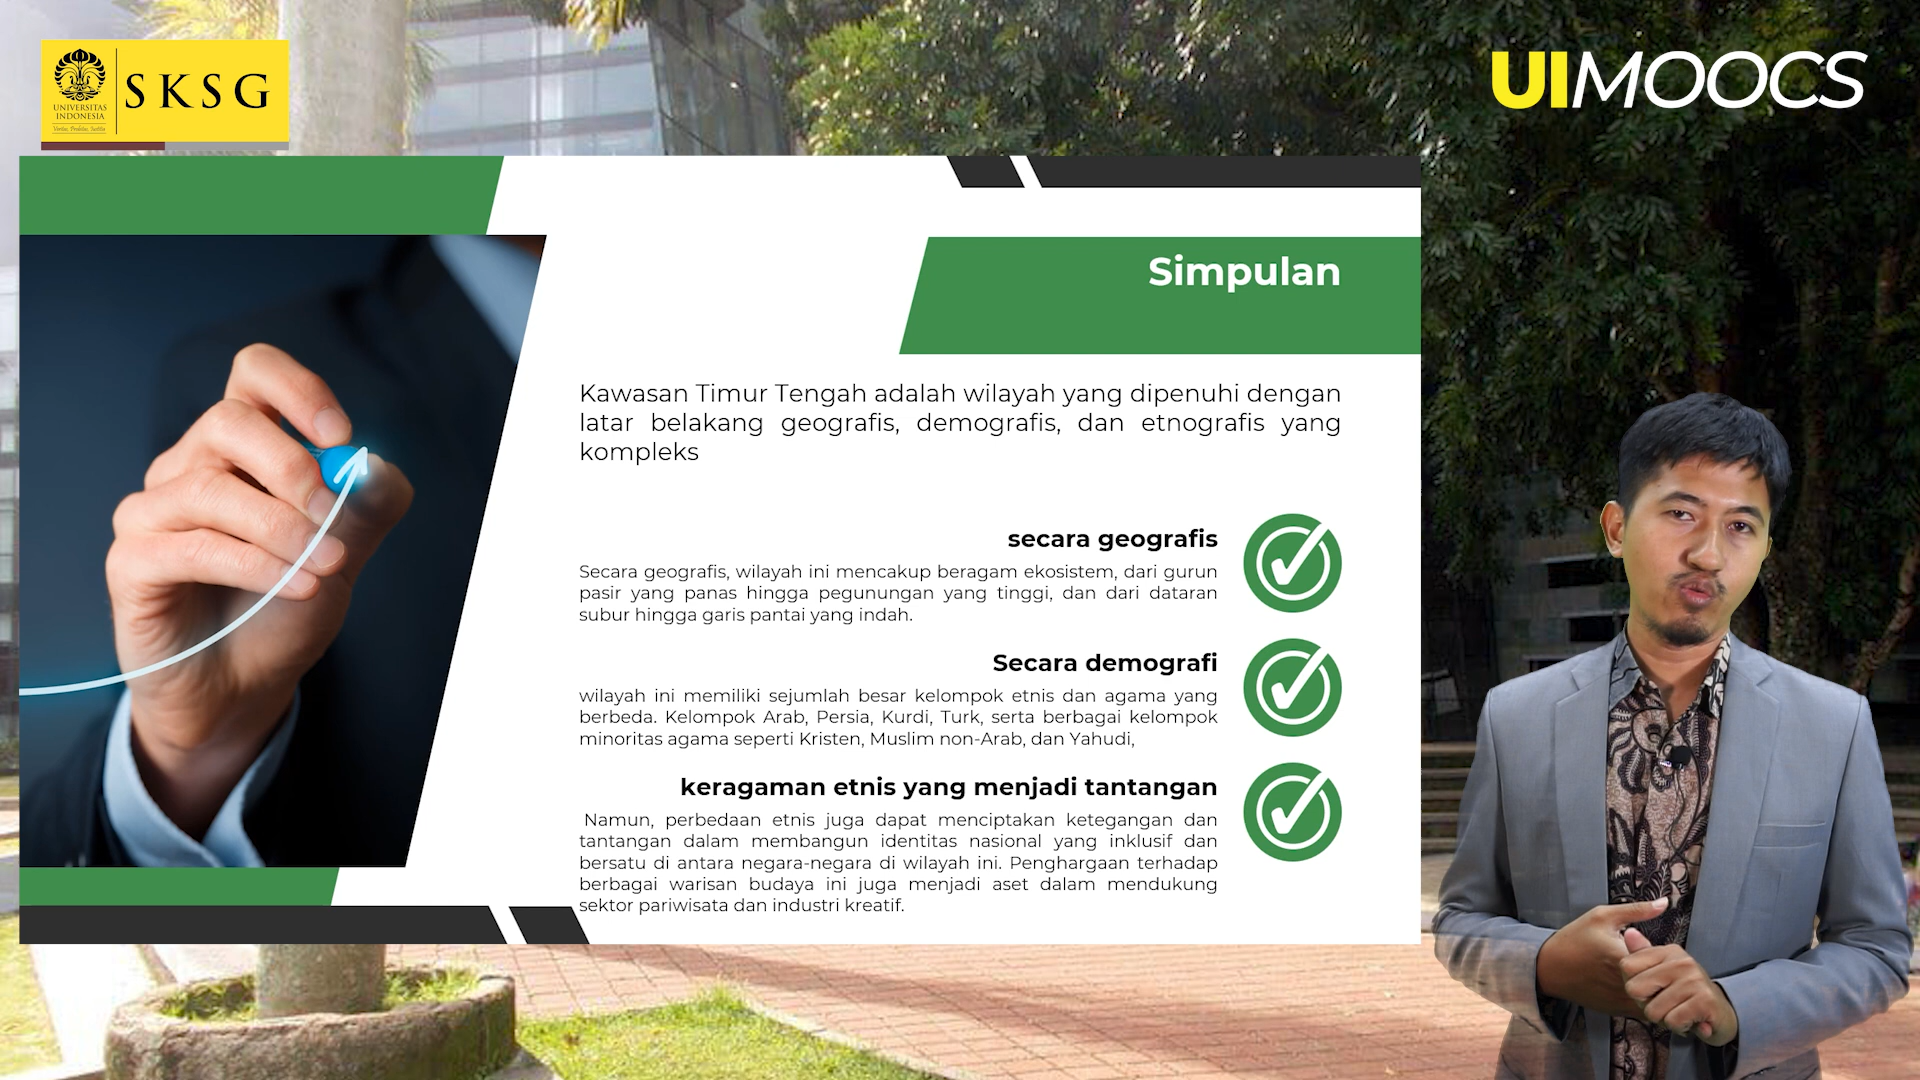 UNIVERSITAS
INDONESIA
Veritas, Probitas, Iustitia
SKSG
UIMOOCS
Simpulan
Kawasan Timur Tengah adalah wilayah yang dipenuhi dengan
latar belakang geografis, demografis, dan etnografis yang
kompleks
secara geografis
Secara geografis, wilayah ini mencakup beragam ekosistem, dari gurun
pasir yang panas hingga pegunungan yang tinggi, dan dari dataran
subur hingga garis pantai yang indah.
Secara demografi
wilayah ini memiliki sejumlah besar kelompok etnis dan agama yang
berbeda. Kelompok Arab, Persia, Kurdi, Turk, serta berbagai kelompok
minoritas agama seperti Kristen, Muslim non-Arab, dan Yahudi,
keragaman etnis yang menjadi tantangan
Namun, perbedaan etnis juga dapat menciptakan ketegangan dan
tantangan dalam membangun identitas nasional yang inklusif dan
bersatu di antara negara-negara di wilayah ini. Penghargaan terhadap
berbagai warisan budaya ini juga menjadi aset dalam mendukung
sektor pariwisata dan industri kreatif.